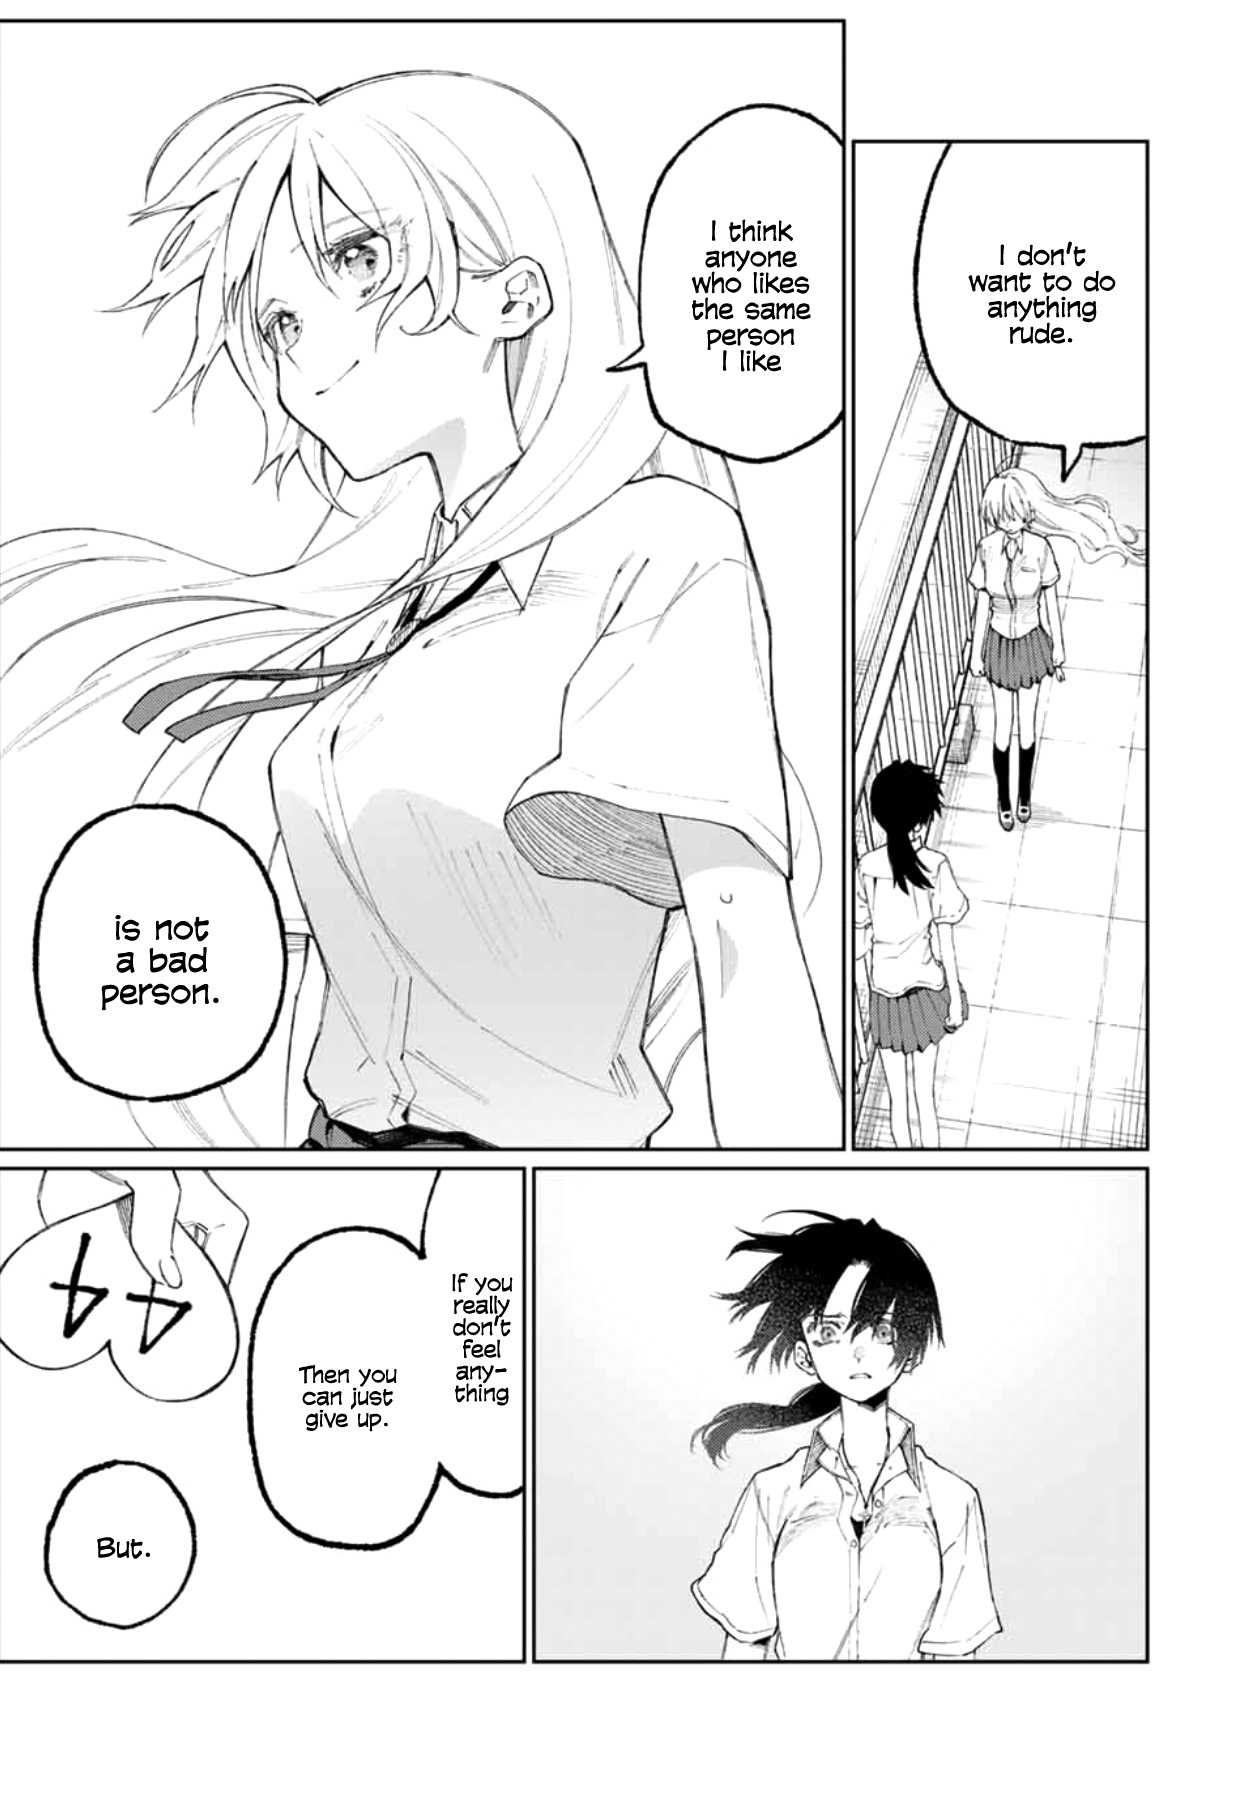 I don't
want to do
anything
rude.
I think
anyone
who likes
the same
person
I like
is not
a bad
person.
If you
really
don't
feel
any-
thing
Then you
can just
give up.
44
But.